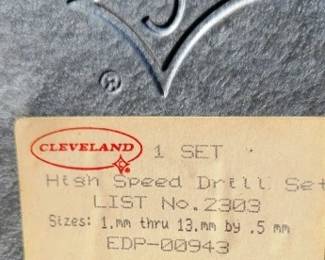 ®
CLEVELAND 1 SET
High Speed Drill Set
LIST No.2303
Sizes: 1.mm thru 13.mm by .5 mm
EDP-00943